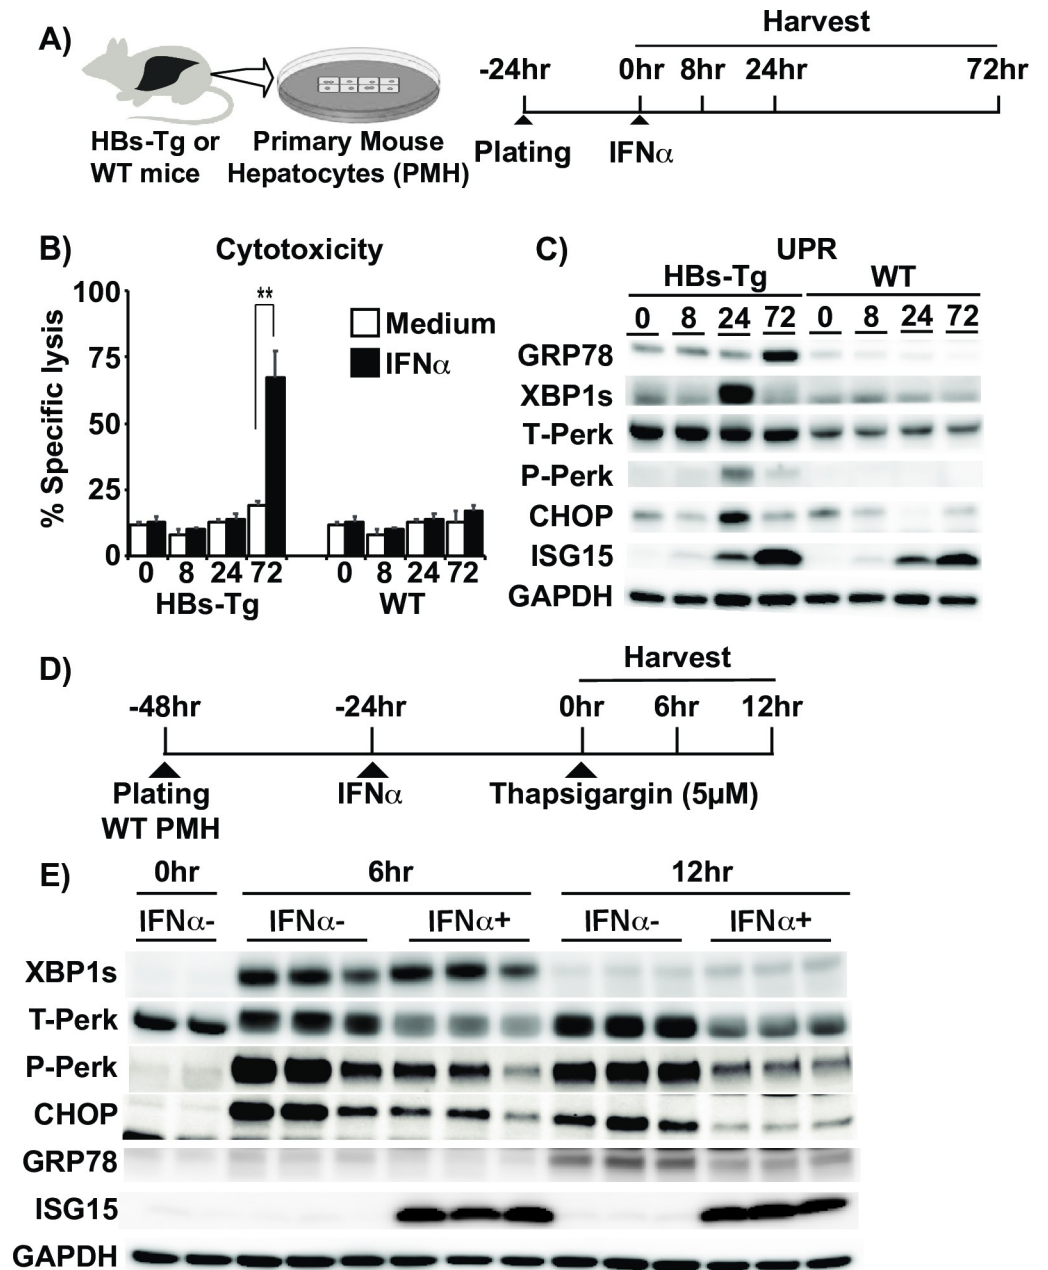 A)
Harvest
-24hr 0hr 8hr 24hr 72hr
Plating IFNα
HBs-Tg or
WT mice
Primary Mouse
Hepatocytes (PMH)
B) Cytotoxicity
% Specific lysis
100
75
50
25
0
**
Medium
IFNα
0 8 24 72 0 8 24 72
HBs-Tg WT
C) UPR
HBs-Tg WT
0 8 24 72 0 8 24 72
GRP78
XBP1s
T-Perk
P-Perk
CHOP
ISG15
GAPDH
D)
Harvest
-48hr -24hr 0hr 6hr 12hr
Plating
WT PMH
IFNα
Thapsigargin (5µM)
E) 0hr 6hr 12hr
IFNα- IFNα- IFNα+ IFNα- IFNα+
XBP1s
T-Perk
P-Perk
CHOP
GRP78
ISG15
GAPDH